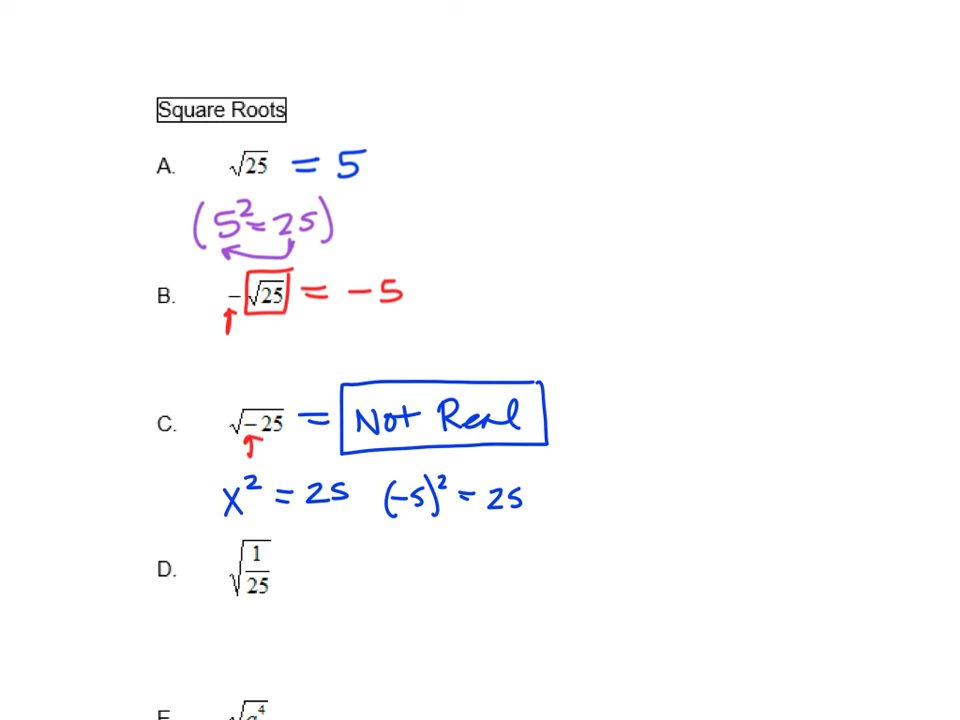 Square Roots
A. √25 = 5
(5² = 25)
B. -√25 = -5
C. √-25 = Not Real
x² = 25 (-5)² = 25
D. √(1/25)